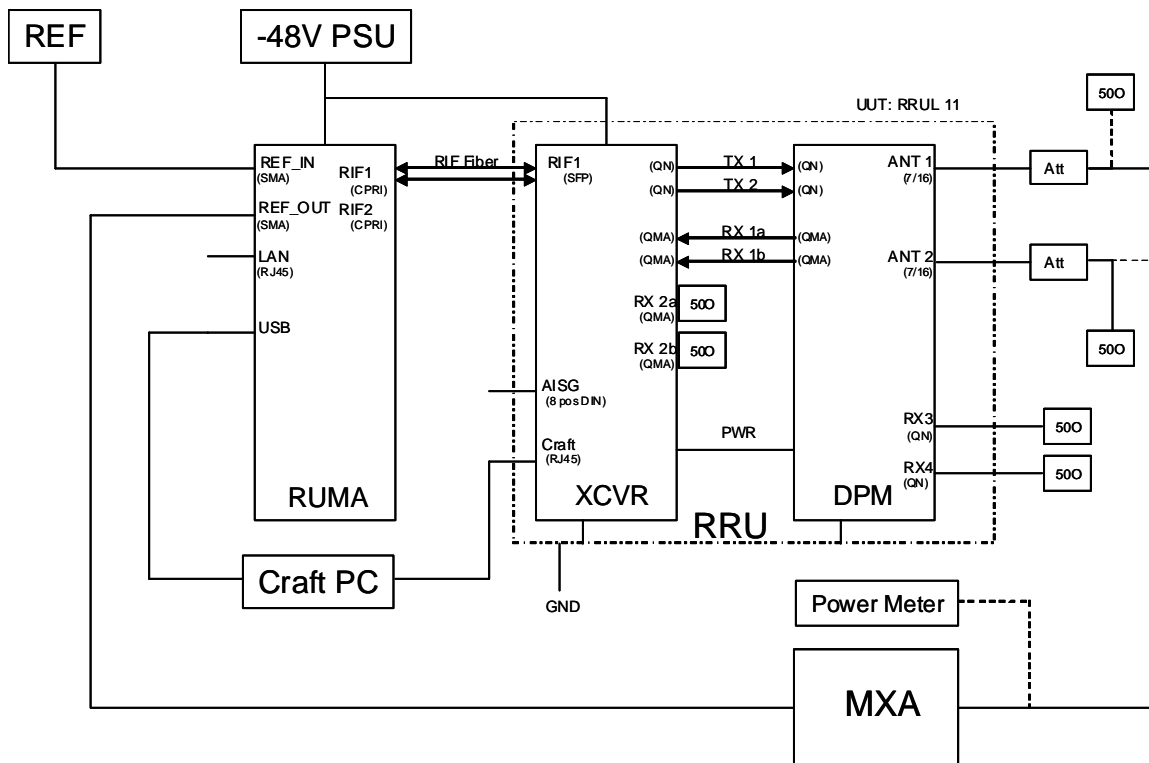 REF
-48V PSU
50O
UUT: RRUL 11
REF_IN
(SMA)
RIF1
(CPRI)
REF_OUT
(SMA)
RIF2
(CPRI)
LAN
(RJ45)
USB
RUMA
RIF Fiber
RIF1
(SFP)
(QN)
(QN)
(QMA)
(QMA)
RX 2a
(QMA)
50O
RX 2b
(QMA)
50O
AISG
(8 pos DIN)
Craft
(RJ45)
XCVR
TX 1
TX 2
RX 1a
RX 1b
PWR
(QN)
(QN)
(QMA)
(QMA)
ANT 1
(7/16)
ANT 2
(7/16)
RX3
(QN)
RX4
(QN)
DPM
RRU
Att
Att
50O
50O
50O
Craft PC
GND
Power Meter
MXA